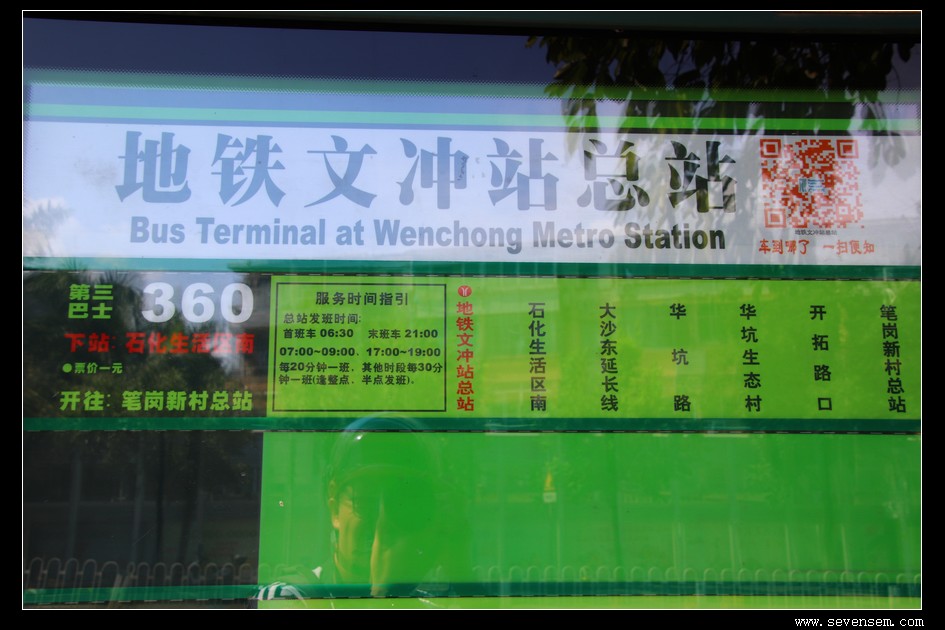 地铁文冲站总站
Bus Terminal at Wenchong Metro Station
车到哪了 一扫便知
第三巴士 360
下站: 石化生活区南
票价一元
开往: 笔岗新村总站
服务时间指引
总站发班时间:
首班车 06:30 末班车 21:00
07:00~09:00、17:00~19:00
每20分钟一班, 其他时段每30分
钟一班(逢整点、半点发班)。
地铁文冲站总站
石化生活区南
大沙东延长线
华坑路
华坑生态村
开拓路口
笔岗新村总站
www.sevensem.com